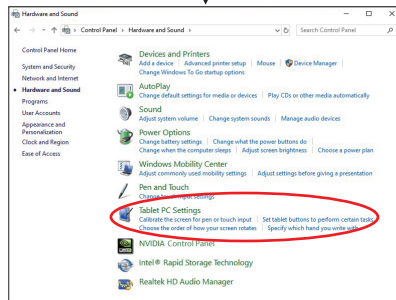 Hardware and Sound
Control Panel › Hardware and Sound › Search Control Panel
Control Panel Home
System and Security
Network and Internet
Hardware and Sound
Programs
User Accounts
Appearance and
Personalization
Clock and Region
Ease of Access
Devices and Printers
Add a device | Advanced printer setup | Mouse | Device Manager |
Change Windows To Go startup options
AutoPlay
Change default settings for media or devices | Play CDs or other media automatically
Sound
Adjust system volume | Change system sounds | Manage audio devices
Power Options
Change battery settings | Change what the power buttons do |
Change when the computer sleeps | Adjust screen brightness | Choose a power plan
Windows Mobility Center
Adjust commonly used mobility settings | Adjust settings before giving a presentation
Pen and Touch
Change touch input settings
Tablet PC Settings
Calibrate the screen for pen or touch input | Set tablet buttons to perform certain tasks
Choose the order of how your screen rotates | Specify which hand you write with
NVIDIA Control Panel
Intel® Rapid Storage Technology
Realtek HD Audio Manager